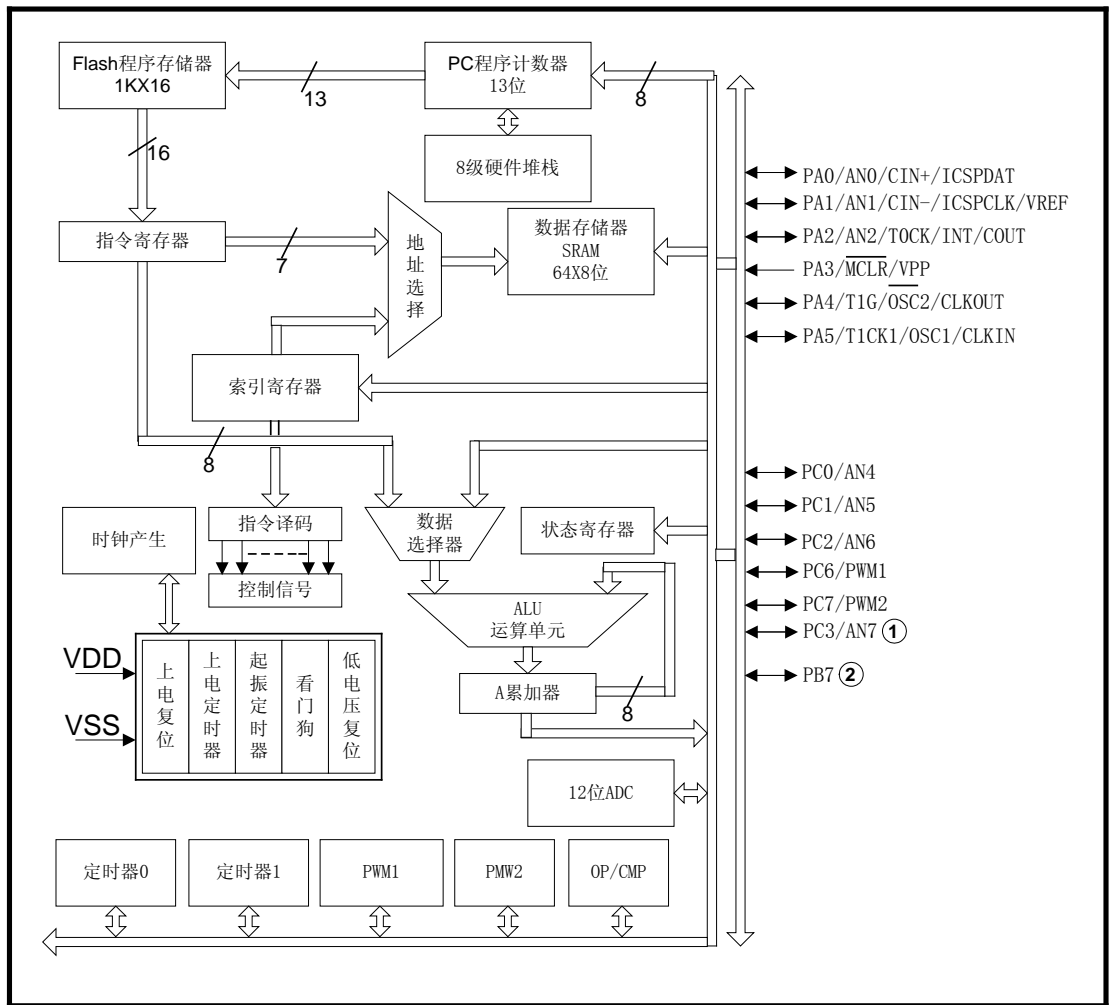 Flash程序存储器
1KX16
13
PC程序计数器
13位
8
16
8级硬件堆栈
指令寄存器
7
地址选择
数据存储器
SRAM
64X8位
PA0/AN0/CIN+/ICSPDAT
PA1/AN1/CIN-/ICSPCLK/VREF
PA2/AN2/T0CK/INT/COUT
PA3/MCLR/VPP
PA4/T1G/OSC2/CLKOUT
PA5/T1CK1/OSC1/CLKIN
索引寄存器
8
PC0/AN4
PC1/AN5
PC2/AN6
PC6/PWM1
PC7/PWM2
PC3/AN7 ①
PB7 ②
时钟产生
指令译码
控制信号
数据
选择器
状态寄存器
ALU
运算单元
VDD
VSS
上电复位
上电定时器
起振定时器
看门狗
低电压复位
A累加器
8
12位ADC
定时器0
定时器1
PWM1
PMW2
OP/CMP